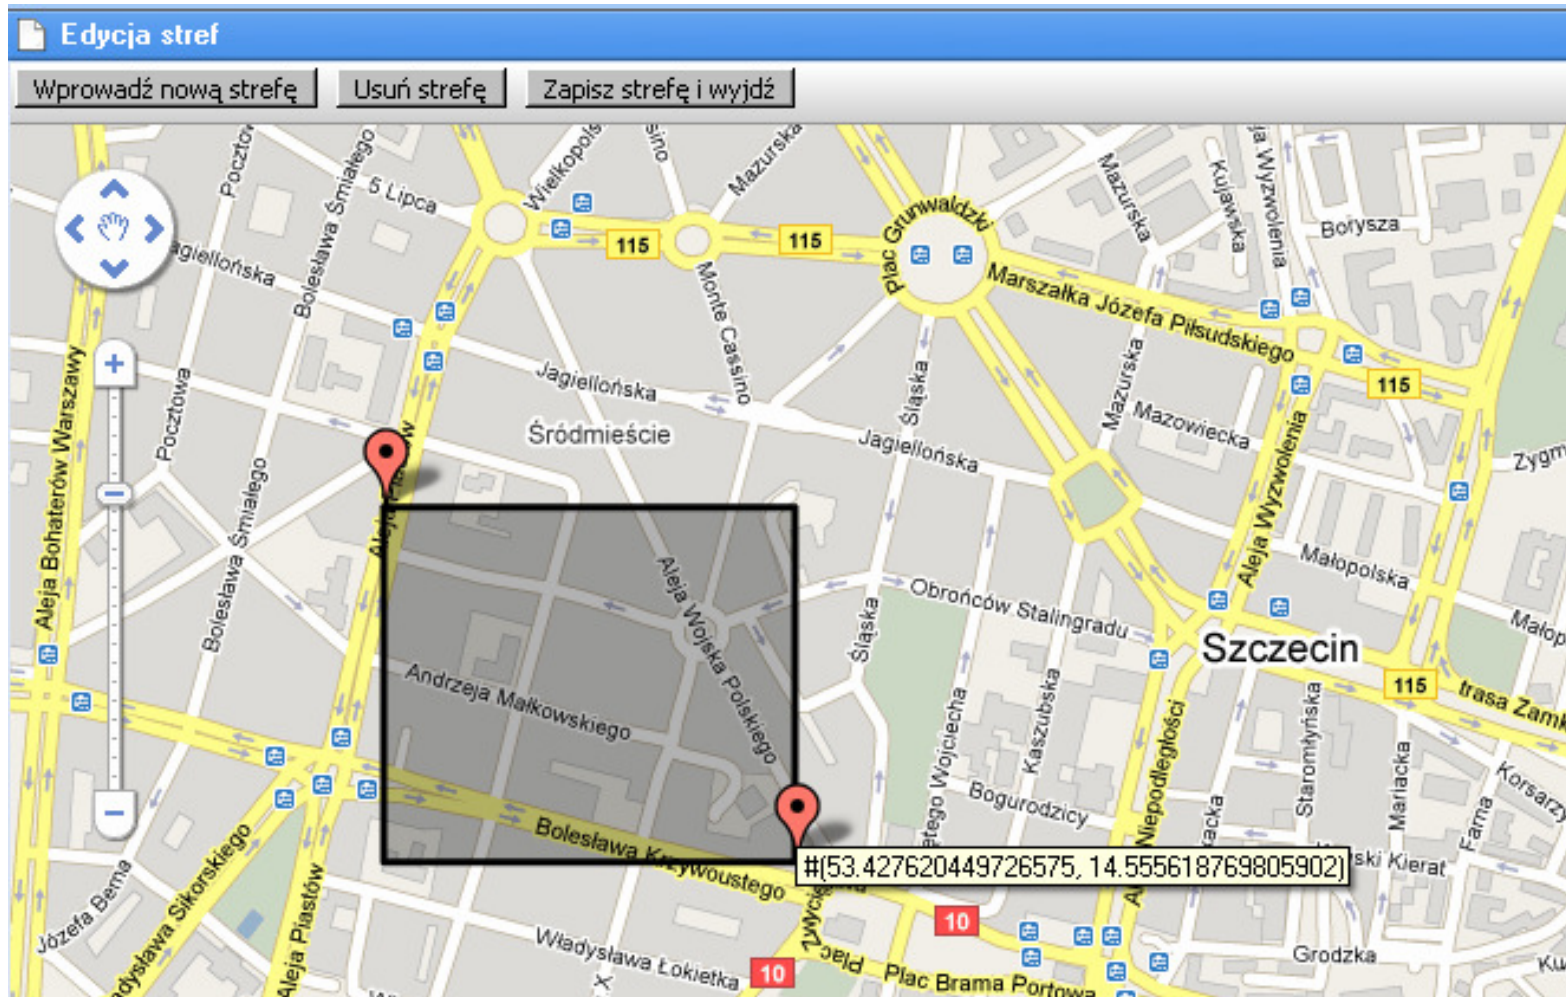 Edycja stref
Wprowadź nową strefę
Usuń strefę
Zapisz strefę i wyjdź
Bolesława Śmiałego
5 Lipca
Mazurska
Mazurska
Kujawska
Borysza
Plac Grunwaldzki
115
115
Marszałka Józefa Piłsudskiego
Monte Cassino
Aleja Bohaterów Warszawy
Pocztowa
Jagiellońska
Śródmieście
Śląska
Jagiellońska
Mazurska
Mazowiecka
115
Bolesława Śmiałego
Aleja Wyzwolenia
Małopolska
Aleja Wojska Polskiego
Obrońców Stalingradu
Śląska
Szczecin
115
trasa Zamk
Andrzeja Małkowskiego
Kaszubska
Staromłyńska
Mariacka
Korsarzy
Bogurodzicy
Farna
#(53.427620449726575, 14.555618769805902)
Bolesława Krzywoustego
10
Józefa Bema
Aleja Piastów
Władysława Łokietka
10
Plac
Plac Brama Portowa
Grodzka